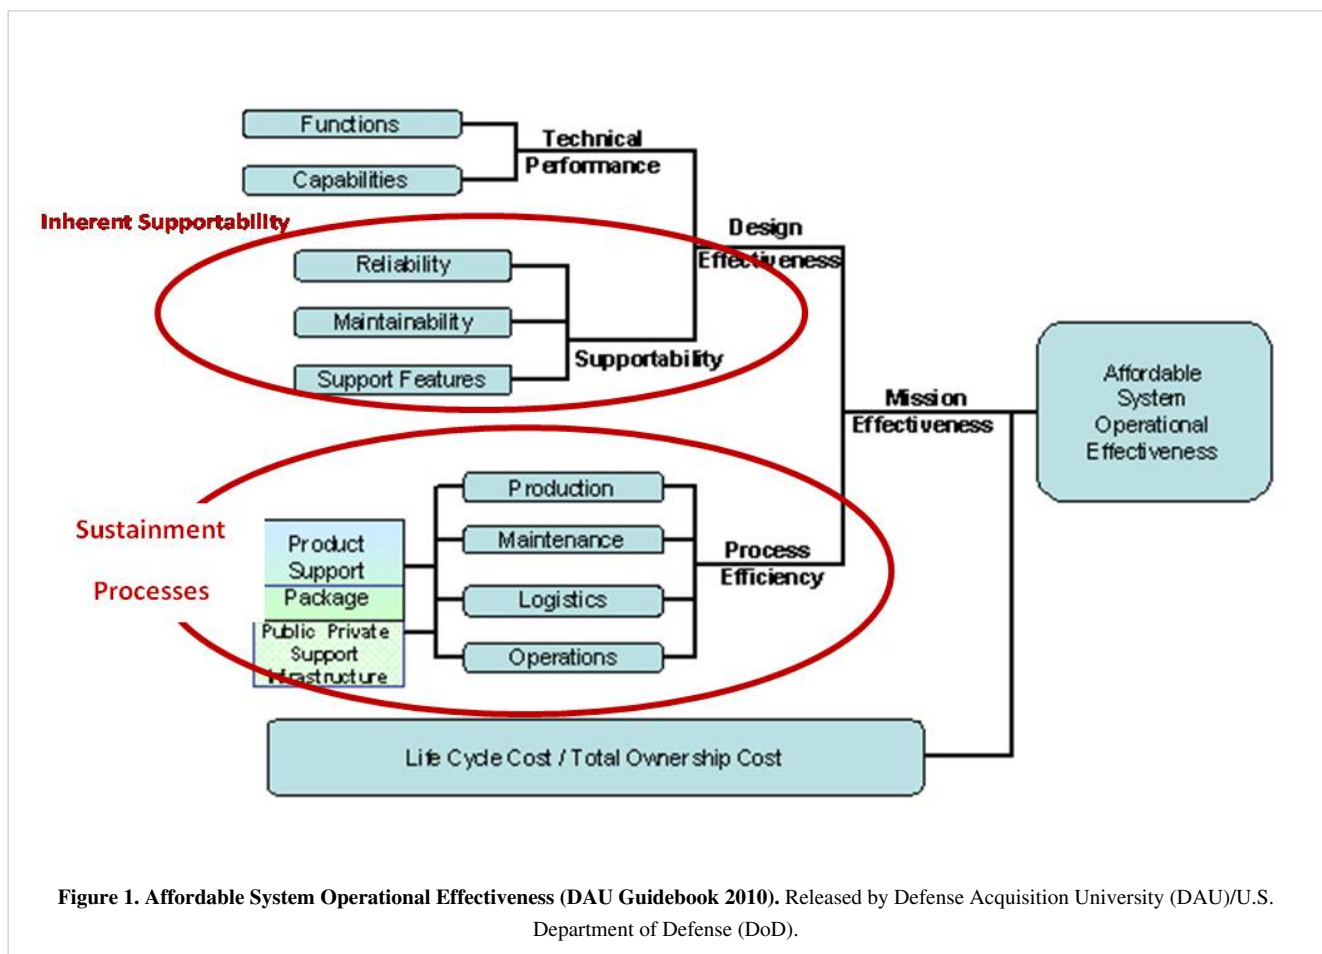 Functions
Technical
Performance
Capabilities
Inherent Supportability
Design
Effectiveness
Reliability
Maintainability
Supportability
Support Features
Affordable
System
Operational
Effectiveness
Mission
Effectiveness
Sustainment
Processes
Product
Support
Package
Public Private
Support
Infrastructure
Production
Maintenance
Logistics
Operations
Process
Efficiency
Life Cycle Cost / Total Ownership Cost
Figure 1. Affordable System Operational Effectiveness (DAU Guidebook 2010). Released by Defense Acquisition University (DAU)/U.S.
Department of Defense (DoD).